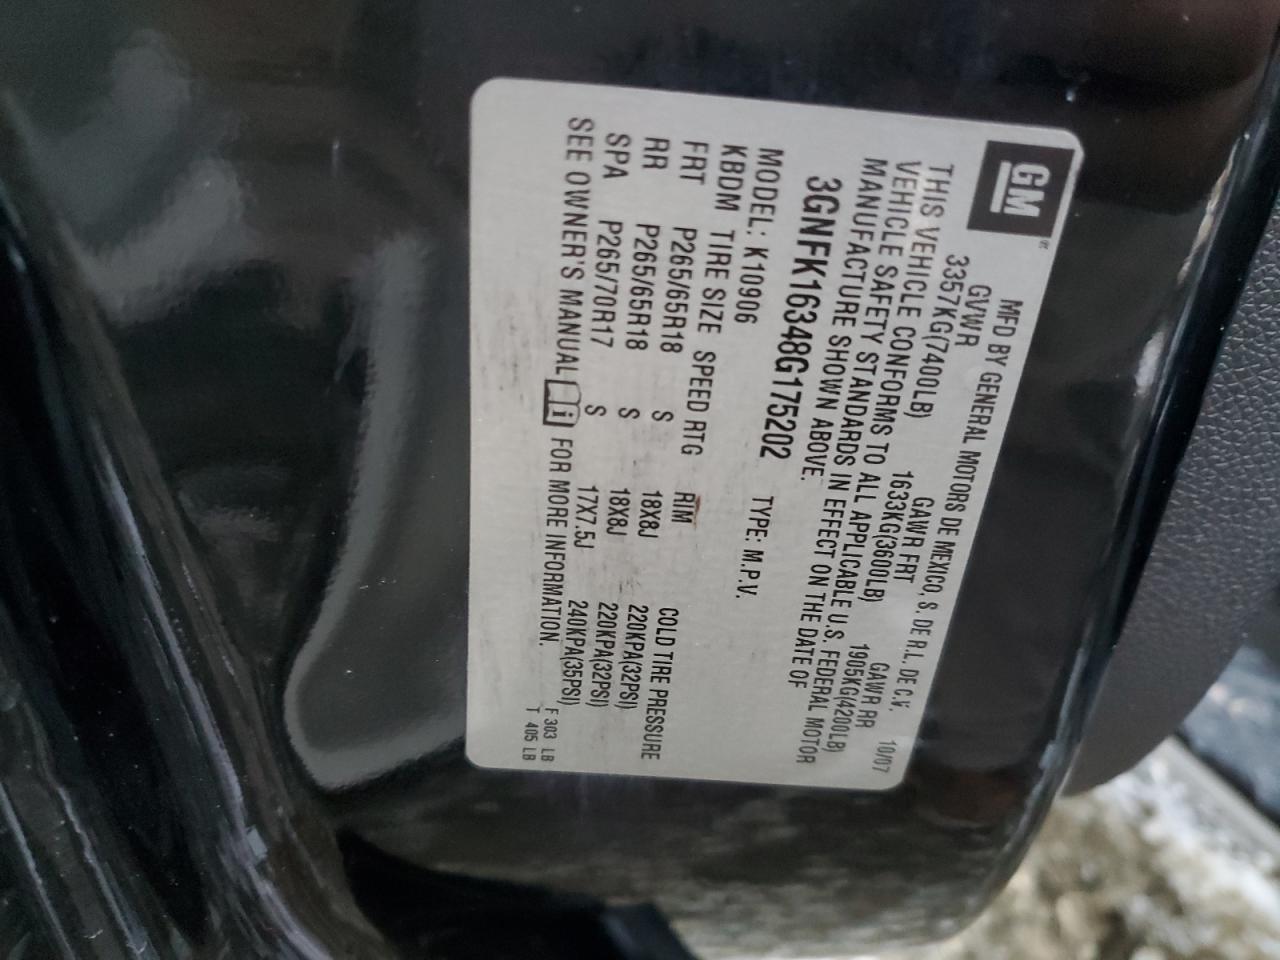 GM
MFD BY GENERAL MOTORS DE MEXICO, S. DE R.L. DE C.V. 10/07
GVWR GAWR FRT GAWR RR
3357KG(7400LB) 1633KG(3600LB) 1905KG(4200LB)
THIS VEHICLE CONFORMS TO ALL APPLICABLE U.S. FEDERAL MOTOR
VEHICLE SAFETY STANDARDS IN EFFECT ON THE DATE OF
MANUFACTURE SHOWN ABOVE.
3GNFK16348G175202 TYPE: M.P.V.
MODEL: K10906
KBDM TIRE SIZE SPEED RTG RIM COLD TIRE PRESSURE
FRT P265/65R18 S 18X8J 220KPA(32PSI)
RR P265/65R18 S 18X8J 220KPA(32PSI)
SPA P265/70R17 S 17X7.5J 240KPA(35PSI)
SEE OWNER'S MANUAL i FOR MORE INFORMATION.
F 303 LB
T 405 LB